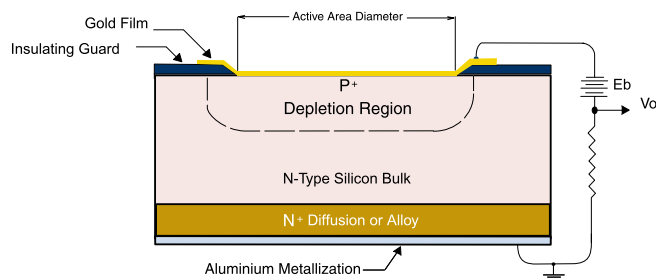 Active Area Diameter
Gold Film
Insulating Guard
P+
Eb
Depletion Region
Vo
N-Type Silicon Bulk
N+ Diffusion or Alloy
Aluminium Metallization